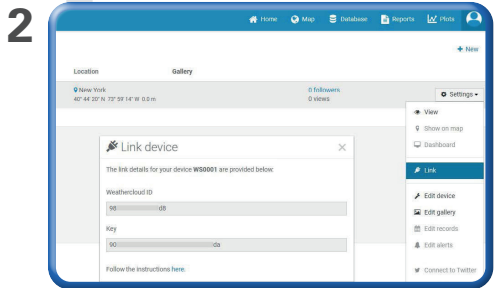 2
Home Map Database Reports Plots
+ New
Location Gallery
New York 0 followers Settings
40° 44' 20" N 73° 59' 14" W 0.0 m 0 views
View
Show on map
Dashboard
Link device ×
Link
The link details for your device WS0001 are provided below:
Weathercloud ID
Edit device
98 d8
Edit gallery
Key
Edit records
90 da
Edit alerts
Follow the instructions here.
Connect to Twitter